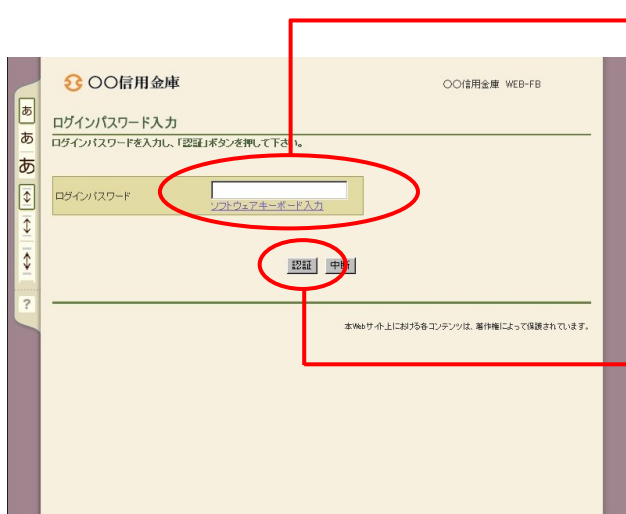 〇〇信用金庫
〇〇信用金庫 WEB-FB
あ
あ
あ
ログインパスワード入力
ログインパスワードを入力し、「認証」ボタンを押して下さい。
ログインパスワード
ソフトウェアキーボード入力
認証 中断
?
本Webサイト上における各コンテンツは、著作権によって保護されています。